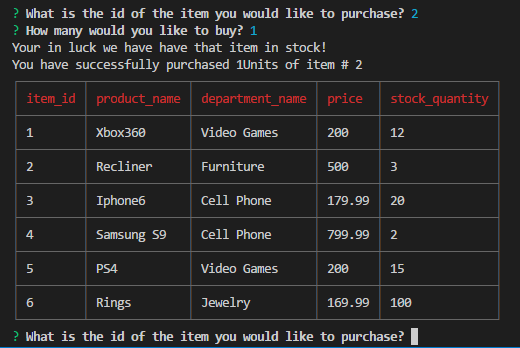 ? What is the id of the item you would like to purchase? 2
? How many would you like to buy? 1
Your in luck we have have that item in stock!
You have successfully purchased 1Units of item # 2
item_id product_name department_name price stock_quantity
1 Xbox360 Video Games 200 12
2 Recliner Furniture 500 3
3 Iphone6 Cell Phone 179.99 20
4 Samsung S9 Cell Phone 799.99 2
5 PS4 Video Games 200 15
6 Rings Jewelry 169.99 100
? What is the id of the item you would like to purchase?